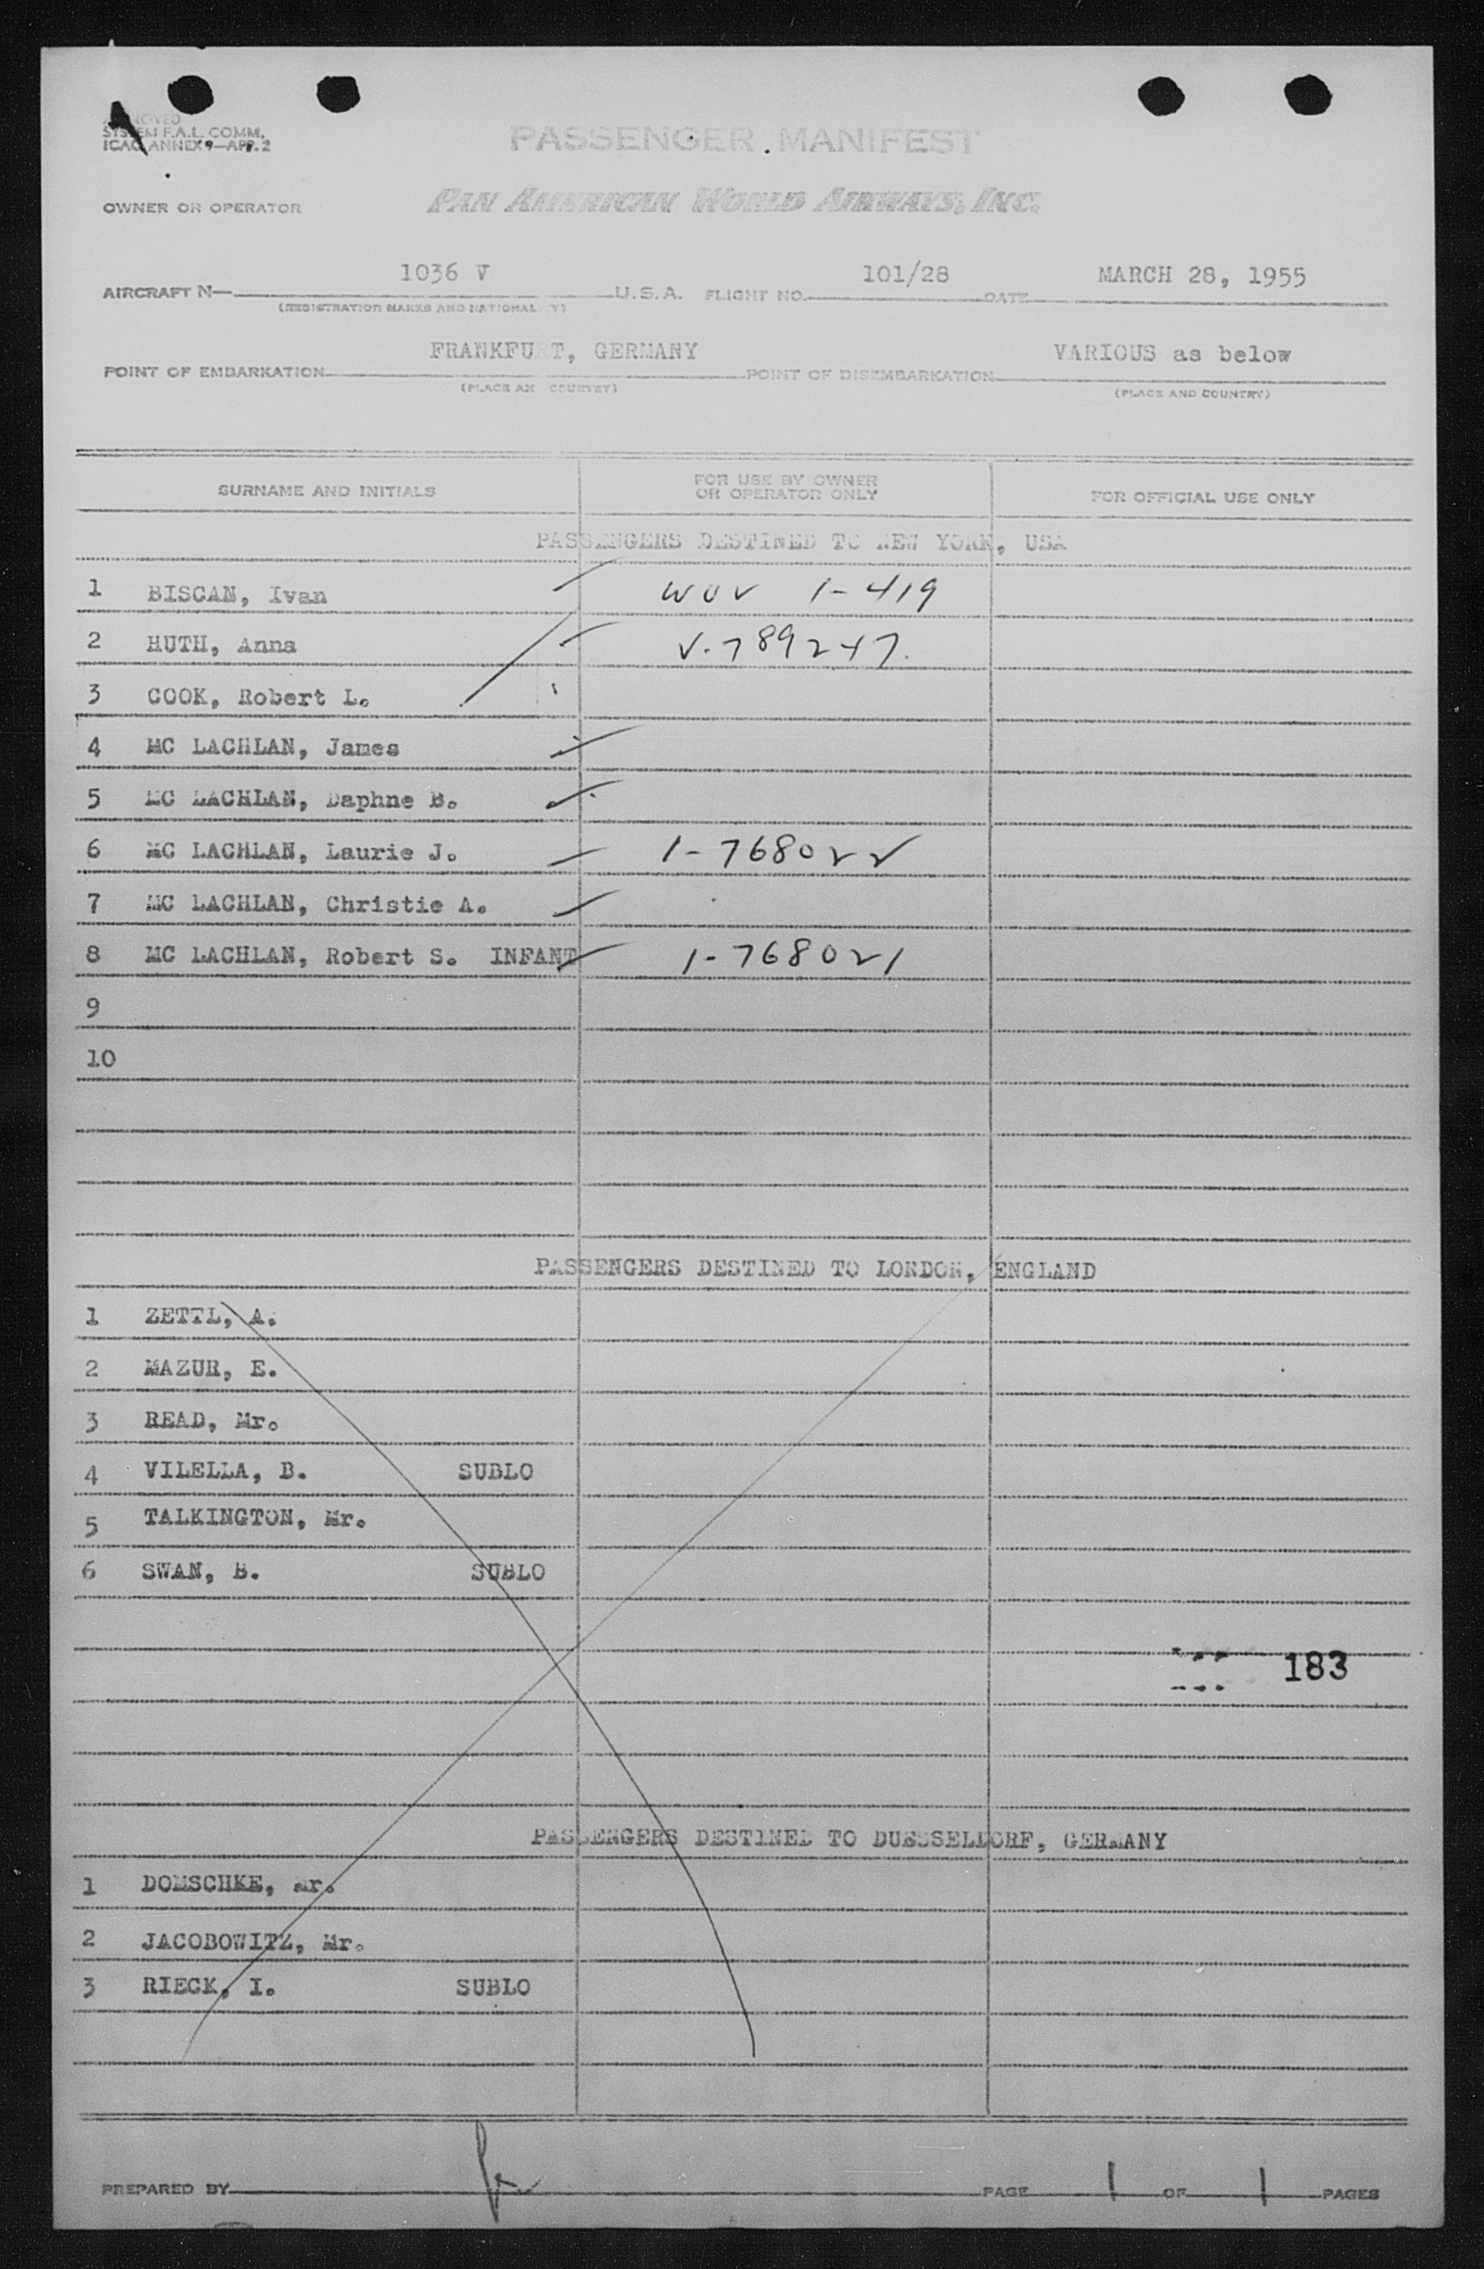 APPROVED
SYSTEM F.A.L. COMM.
ICAO ANNEX 9—APP. 2
PASSENGER MANIFEST
OWNER OR OPERATOR PAN AMERICAN WORLD AIRWAYS, INC.
AIRCRAFT N— 1036 V U.S.A. FLIGHT NO. 101/28 DATE MARCH 28, 1955
(REGISTRATION MARKS AND NATIONALITY)
POINT OF EMBARKATION FRANKFU T, GERMANY POINT OF DISEMBARKATION VARIOUS as below
(PLACE AND COUNTRY) (PLACE AND COUNTRY)
SURNAME AND INITIALS FOR USE BY OWNER OR OPERATOR ONLY FOR OFFICIAL USE ONLY
PASSENGERS DESTINED TO NEW YORK, USA
1 BISCAN, Ivan 1-419
2 HUTH, Anna V-789247.
3 COOK, Robert L.
4 MC LACHLAN, James
5 MC LACHLAN, Daphne B.
6 MC LACHLAN, Laurie J. 1-768022
7 MC LACHLAN, Christie A.
8 MC LACHLAN, Robert S. INFANT 1-768021
9
10
PASSENGERS DESTINED TO LONDON, ENGLAND
1 ZETTL, A.
2 MAZUR, E.
3 READ, Mr.
4 VILELLA, B. SUBLO
5 TALKINGTON, Mr.
6 SWAN, B. SUBLO
183
PASSENGERS DESTINED TO DUESSELDORF, GERMANY
1 DOMSCHKE, Mr.
2 JACOBOWITZ, Mr.
3 RIECK, I. SUBLO
PREPARED BY PAGE 1 OF 1 PAGES